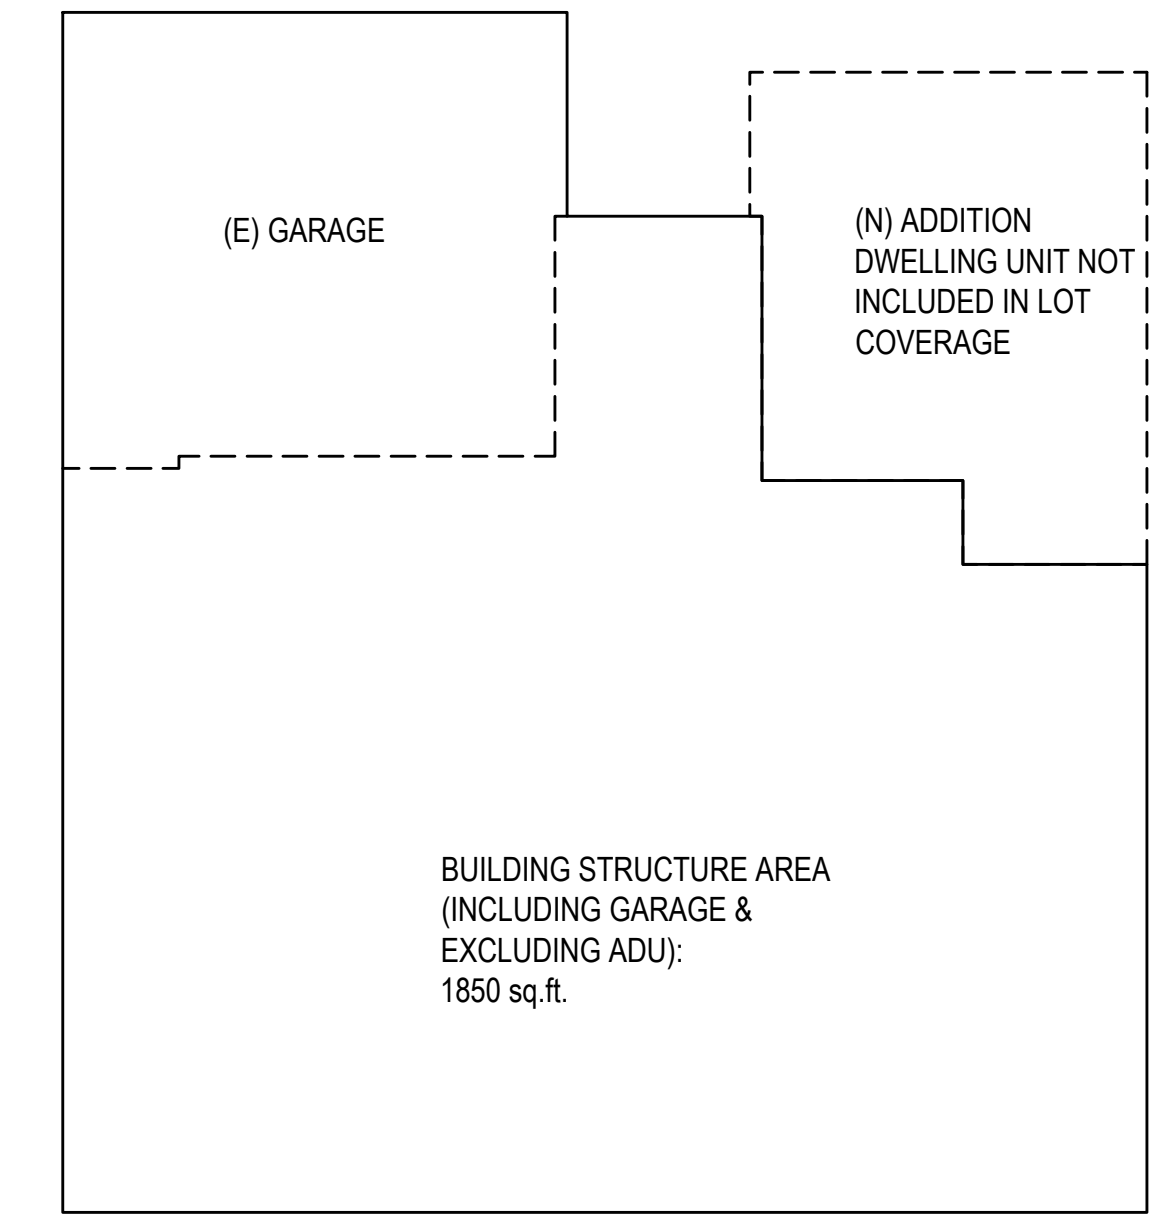 (E) GARAGE
(N) ADDITION
DWELLING UNIT NOT
INCLUDED IN LOT
COVERAGE
BUILDING STRUCTURE AREA
(INCLUDING GARAGE &
EXCLUDING ADU):
1850 sq.ft.